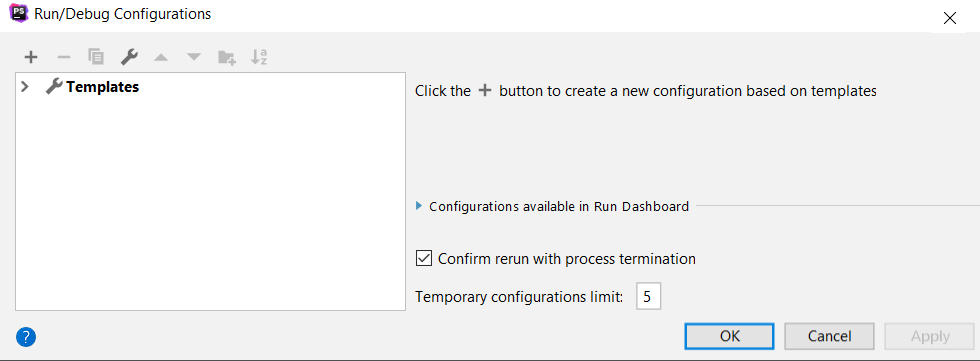 PS
Run/Debug Configurations
a
z
Templates
Click the + button to create a new configuration based on templates
Configurations available in Run Dashboard
Confirm rerun with process termination
Temporary configurations limit: 5
? OK Cancel Apply